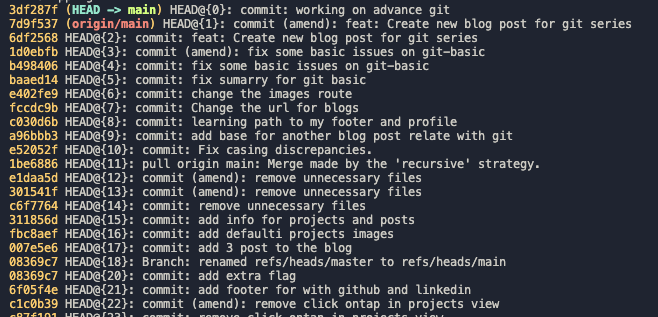 3df287f (HEAD -> main) HEAD@{0}: commit: working on advance git
7d9f537 (origin/main) HEAD@{1}: commit (amend): feat: Create new blog post for git series
6df2568 HEAD@{2}: commit: feat: Create new blog post for git series
1d0ebfb HEAD@{3}: commit (amend): fix some basic issues on git-basic
b498406 HEAD@{4}: commit: fix some basic issues on git-basic
baaed14 HEAD@{5}: commit: fix sumarry for git basic
e402fe9 HEAD@{6}: commit: change the images route
fccdc9b HEAD@{7}: commit: Change the url for blogs
c030d6b HEAD@{8}: commit: learning path to my footer and profile
a96bbb3 HEAD@{9}: commit: add base for another blog post relate with git
e52052f HEAD@{10}: commit: Fix casing discrepancies.
1be6886 HEAD@{11}: pull origin main: Merge made by the 'recursive' strategy.
e1daa5d HEAD@{12}: commit (amend): remove unnecessary files
301541f HEAD@{13}: commit (amend): remove unnecessary files
c6f7764 HEAD@{14}: commit: remove unnecessary files
311856d HEAD@{15}: commit: add info for projects and posts
fbc8aef HEAD@{16}: commit: add defaulti projects images
007e5e6 HEAD@{17}: commit: add 3 post to the blog
08369c7 HEAD@{18}: Branch: renamed refs/heads/master to refs/heads/main
08369c7 HEAD@{20}: commit: add extra flag
6f05f4e HEAD@{21}: commit: add footer for with github and linkedin
c1c0b39 HEAD@{22}: commit (amend): remove click ontap in projects view
c87f191 HEAD@{23}: commit: remove click ontap in projects view